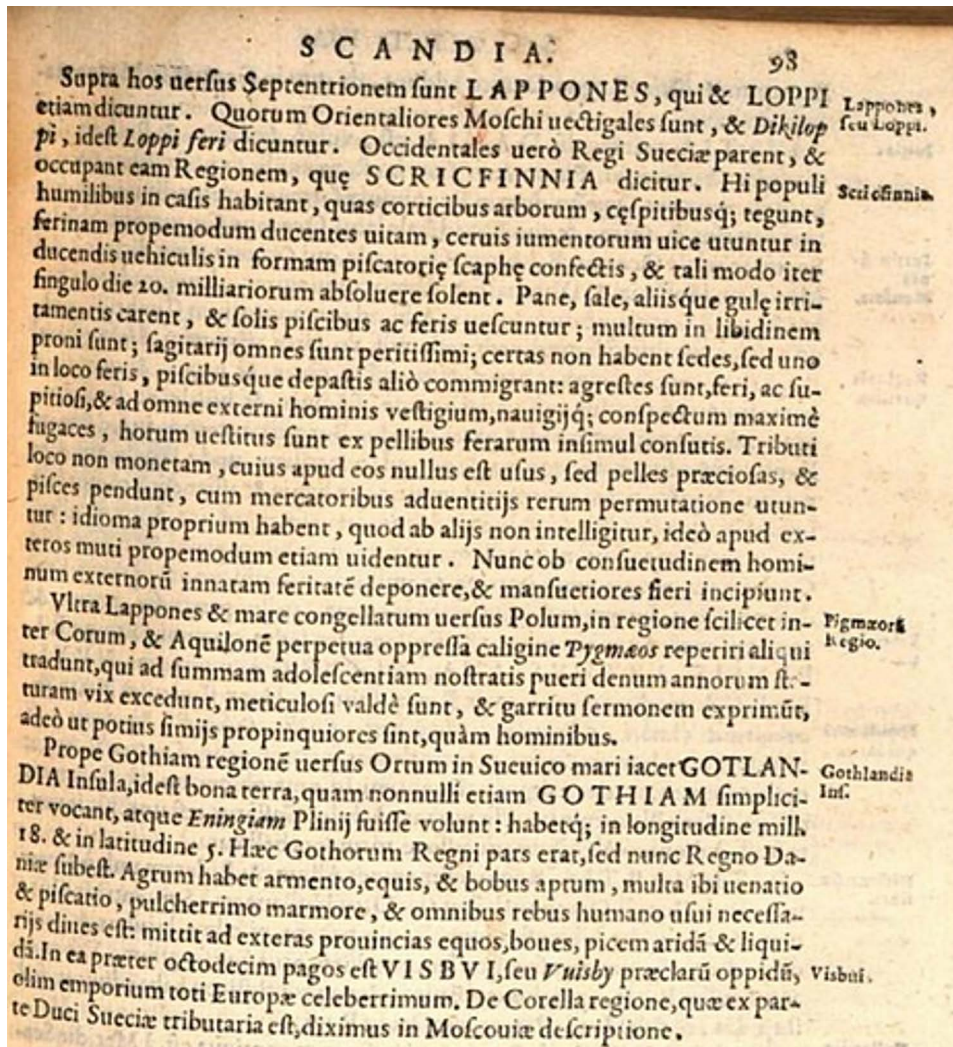 SCANDIA. 98
Supra hos uerſus Septentrionem ſunt LAPPONES, qui & LOPPI
Lappones,
etiam dicuntur. Quorum Orientaliores Moſchi uectigales ſunt, & Dikilop
ſeu Loppi.
pi, ideſt Loppi feri dicuntur. Occidentales uerò Regi Sueciæ parent, &
occupant eam Regionem, quę SCRICFINNIA dicitur. Hi populi
Scricfinnia.
humilibus in caſis habitant, quas corticibus arborum, cęſpitibusq́; tegunt,
ferinam propemodum ducentes uitam, ceruis iumentorum uice utuntur in
ducendis uehiculis in formam piſcatorię ſcaphę confectis, & tali modo iter
ſingulo die 20. milliariorum abſoluere ſolent. Pane, ſale, aliisque gulę irri-
tamentis carent, & ſolis piſcibus ac feris ueſcuntur; multum in libidinem
proni ſunt; ſagitarij omnes ſunt peritiſſimi; certas non habent ſedes, ſed uno
in loco feris, piſcibusque depaſtis aliò commigrant: agreſtes ſunt, feri, ac ſu-
pitioſi, & ad omne externi hominis veſtigium, nauigijq́; conſpectum maximè
fugaces, horum ueſtitus ſunt ex pellibus ferarum inſimul conſutis. Tributi
loco non monetam, cuius apud eos nullus eſt uſus, ſed pelles præcioſas, &
piſces pendunt, cum mercatoribus aduentitijs rerum permutatione utun-
tur: idioma proprium habent, quod ab alijs non intelligitur, ideò apud ex-
teros muti propemodum etiam uidentur. Nunc ob conſuetudinem homi-
num externorũ innatam feritatẽ deponere, & manſuetiores fieri incipiunt.
Vltra Lappones & mare congellatum uerſus Polum, in regione ſcilicet in-
Pigmæorũ
ter Corum, & Aquilonẽ perpetua oppreſſa caligine Pygmæos reperiri aliqui
Regio.
tradunt, qui ad ſummam adoleſcentiam noſtratis pueri denum annorum ſta-
turam vix excedunt, meticuloſi valdè ſunt, & garritu ſermonem exprimũt,
adeò ut potius ſimijs propinquiores ſint, quàm hominibus.
Prope Gothiam regionẽ uerſus Ortum in Sueuico mari iacet GOTLAN-
Gothlandia
DIA Inſula, ideſt bona terra, quam nonnulli etiam GOTHIAM ſimplici-
Inſ.
ter vocant, atque Eningiam Plinij fuiſſe volunt: habetq́; in longitudine mill.
18. & in latitudine 5. Hæc Gothorum Regni pars erat, ſed nunc Regno Da-
niæ ſubeſt. Agrum habet armento, equis, & bobus aptum, multa ibi uenatio
& piſcatio, pulcherrimo marmore, & omnibus rebus humano uſui neceſſa-
rijs diues eſt: mittit ad exteras prouincias equos, boues, picem aridã & liqui-
dã. In ea præter octodecim pagos eſt VISBVI, ſeu Vuisby præclarũ oppidũ,
Visbui.
olim emporium toti Europæ celeberrimum. De Corella regione, quæ ex par-
te Duci Sueciæ tributaria eſt, diximus in Moſcouiæ deſcriptione.